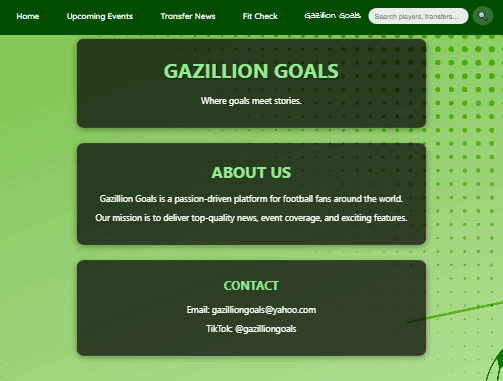 Home Upcoming Events Transfer News Fit Check Gazillion Goals Search players, transfers...
GAZILLION GOALS
Where goals meet stories.
ABOUT US
Gazillion Goals is a passion-driven platform for football fans around the world.
Our mission is to deliver top-quality news, event coverage, and exciting features.
CONTACT
Email: gazilliongoals@yahoo.com
TikTok: @gazilliongoals